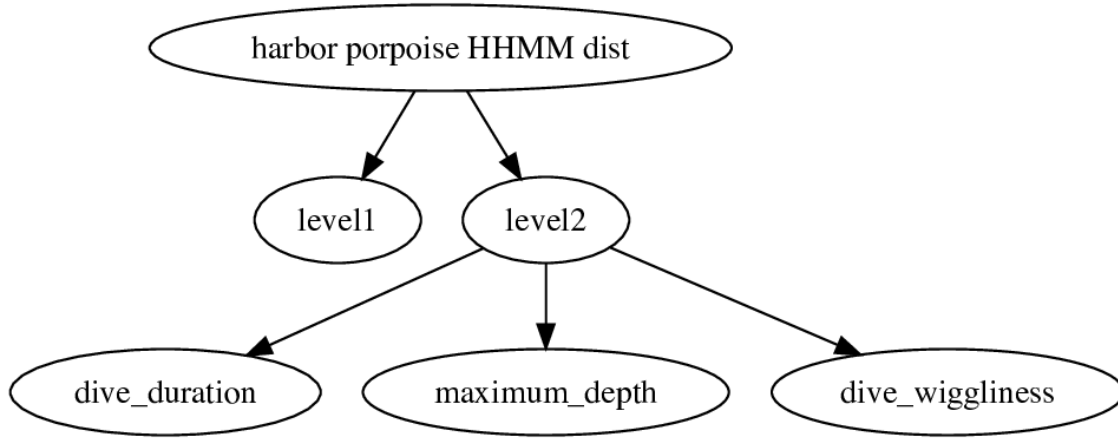 harbor porpoise HHMM dist
level1
level2
dive_duration
maximum_depth
dive_wiggliness